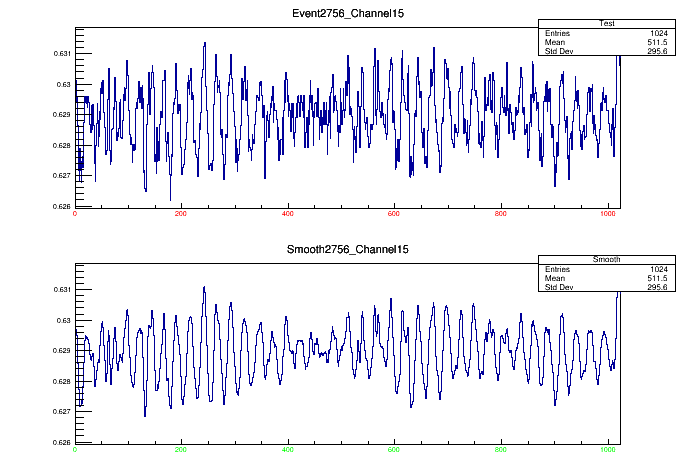 Event2756_Channel15
Test
Entries 1024
Mean 511.5
Std Dev 295.6
0.631
0.63
0.629
0.628
0.627
0.626
0 200 400 600 800 1000
Smooth2756_Channel15
Smooth
Entries 1024
Mean 511.5
Std Dev 295.6
0.631
0.63
0.629
0.628
0.627
0.626
0 200 400 600 800 1000